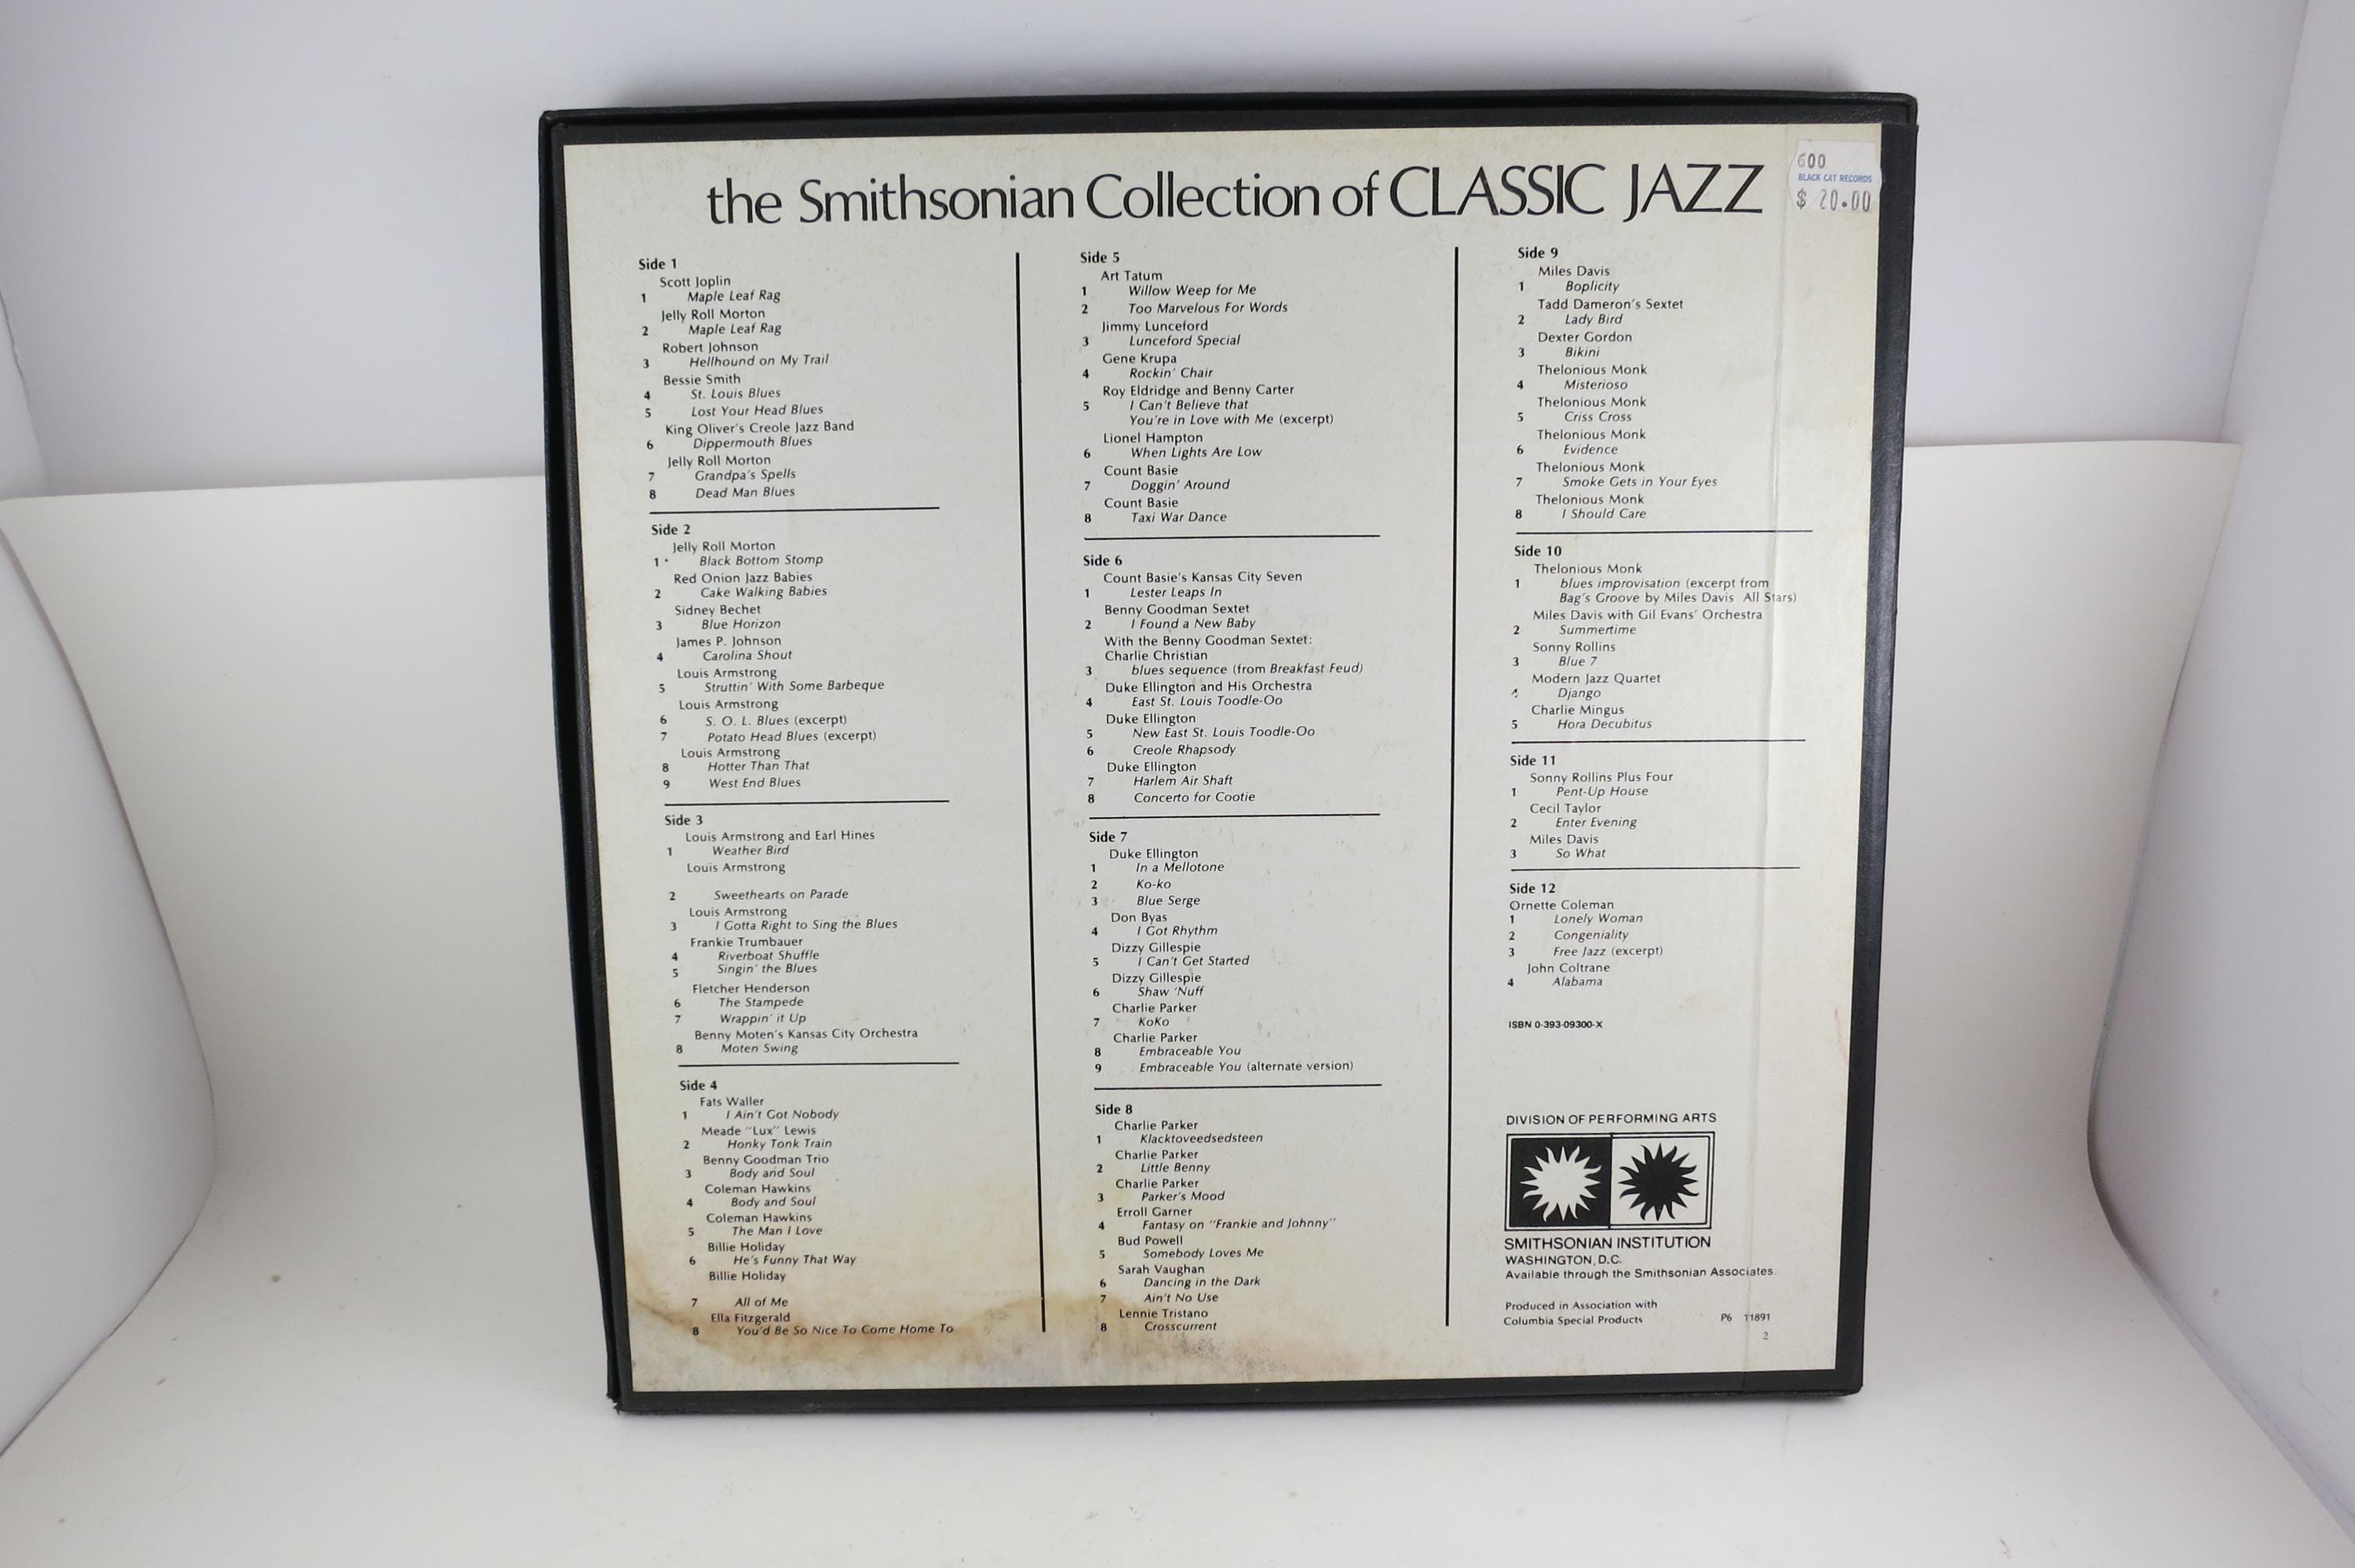 the Smithsonian Collection of CLASSIC JAZZ
600
BLACK CAT RECORDS
$ 20.00
Side 1
Scott Joplin
1 Maple Leaf Rag
Jelly Roll Morton
2 Maple Leaf Rag
Robert Johnson
3 Hellhound on My Trail
Bessie Smith
4 St. Louis Blues
5 Lost Your Head Blues
King Oliver's Creole Jazz Band
6 Dippermouth Blues
Jelly Roll Morton
7 Grandpa's Spells
8 Dead Man Blues
Side 2
Jelly Roll Morton
1 Black Bottom Stomp
Red Onion Jazz Babies
2 Cake Walking Babies
Sidney Bechet
3 Blue Horizon
James P. Johnson
4 Carolina Shout
Louis Armstrong
5 Struttin' With Some Barbeque
Louis Armstrong
6 S. O. L. Blues (excerpt)
7 Potato Head Blues (excerpt)
Louis Armstrong
8 Hotter Than That
9 West End Blues
Side 3
Louis Armstrong and Earl Hines
1 Weather Bird
Louis Armstrong
2 Sweethearts on Parade
Louis Armstrong
3 I Gotta Right to Sing the Blues
Frankie Trumbauer
4 Riverboat Shuffle
5 Singin' the Blues
Fletcher Henderson
6 The Stampede
7 Wrappin' it Up
Benny Moten's Kansas City Orchestra
8 Moten Swing
Side 4
Fats Waller
1 I Ain't Got Nobody
Meade "Lux" Lewis
2 Honky Tonk Train
Benny Goodman Trio
3 Body and Soul
Coleman Hawkins
4 Body and Soul
Coleman Hawkins
5 The Man I Love
Billie Holiday
6 He's Funny That Way
Billie Holiday
7 All of Me
Ella Fitzgerald
8 You'd Be So Nice To Come Home To
Side 5
Art Tatum
1 Willow Weep for Me
2 Too Marvelous For Words
Jimmy Lunceford
3 Lunceford Special
Gene Krupa
4 Rockin' Chair
Roy Eldridge and Benny Carter
5 I Can't Believe that
You're in Love with Me (excerpt)
Lionel Hampton
6 When Lights Are Low
Count Basie
7 Doggin' Around
Count Basie
8 Taxi War Dance
Side 6
Count Basie's Kansas City Seven
1 Lester Leaps In
Benny Goodman Sextet
2 I Found a New Baby
With the Benny Goodman Sextet:
Charlie Christian
3 blues sequence (from Breakfast Feud)
Duke Ellington and His Orchestra
4 East St. Louis Toodle-Oo
Duke Ellington
5 New East St. Louis Toodle-Oo
6 Creole Rhapsody
Duke Ellington
7 Harlem Air Shaft
8 Concerto for Cootie
Side 7
Duke Ellington
1 In a Mellotone
2 Ko-ko
3 Blue Serge
Don Byas
4 I Got Rhythm
Dizzy Gillespie
5 I Can't Get Started
Dizzy Gillespie
6 Shaw 'Nuff
Charlie Parker
7 KoKo
Charlie Parker
8 Embraceable You
9 Embraceable You (alternate version)
Side 8
Charlie Parker
1 Klacktoveedsedsteen
Charlie Parker
2 Little Benny
Charlie Parker
3 Parker's Mood
Erroll Garner
4 Fantasy on "Frankie and Johnny"
Bud Powell
5 Somebody Loves Me
Sarah Vaughan
6 Dancing in the Dark
7 Ain't No Use
Lennie Tristano
8 Crosscurrent
Side 9
Miles Davis
1 Boplicity
Tadd Dameron's Sextet
2 Lady Bird
Dexter Gordon
3 Bikini
Thelonious Monk
4 Misterioso
Thelonious Monk
5 Criss Cross
Thelonious Monk
6 Evidence
Thelonious Monk
7 Smoke Gets in Your Eyes
Thelonious Monk
8 I Should Care
Side 10
Thelonious Monk
1 blues improvisation (excerpt from
Bag's Groove by Miles Davis All Stars)
Miles Davis with Gil Evans' Orchestra
2 Summertime
Sonny Rollins
3 Blue 7
Modern Jazz Quartet
4 Django
Charlie Mingus
5 Hora Decubitus
Side 11
Sonny Rollins Plus Four
1 Pent-Up House
Cecil Taylor
2 Enter Evening
Miles Davis
3 So What
Side 12
Ornette Coleman
1 Lonely Woman
2 Congeniality
3 Free Jazz (excerpt)
John Coltrane
4 Alabama
ISBN 0-393-09300-X
DIVISION OF PERFORMING ARTS
SMITHSONIAN INSTITUTION
WASHINGTON, D.C.
Available through the Smithsonian Associates.
Produced in Association with
Columbia Special Products P6 11891
2